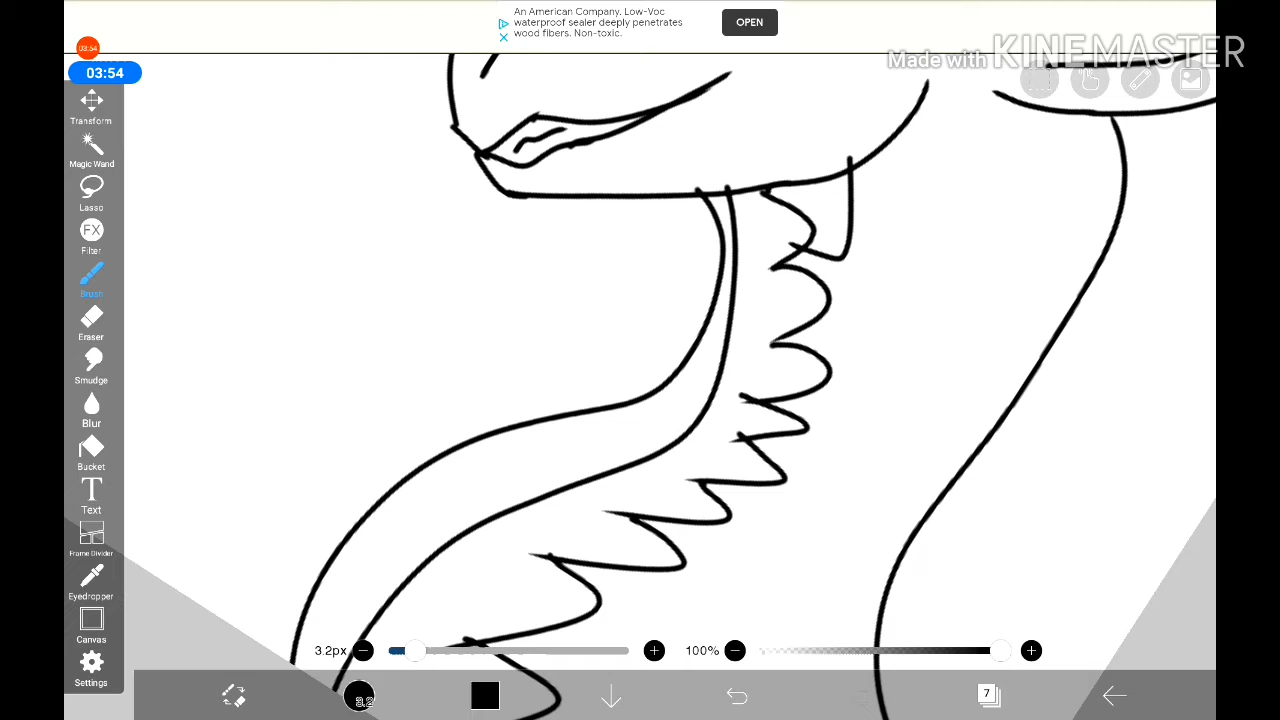 An American Company. Low-Voc
waterproof sealer deeply penetrates
wood fibers. Non-toxic.
OPEN
Made with KINEMASTER
03:54
03:54
Transform
Magic Wand
Lasso
FX
Filter
Brush
Eraser
Smudge
Blur
Bucket
T
Text
Frame Divider
Eyedropper
Canvas
Settings
3.2px
100%
3.2
7